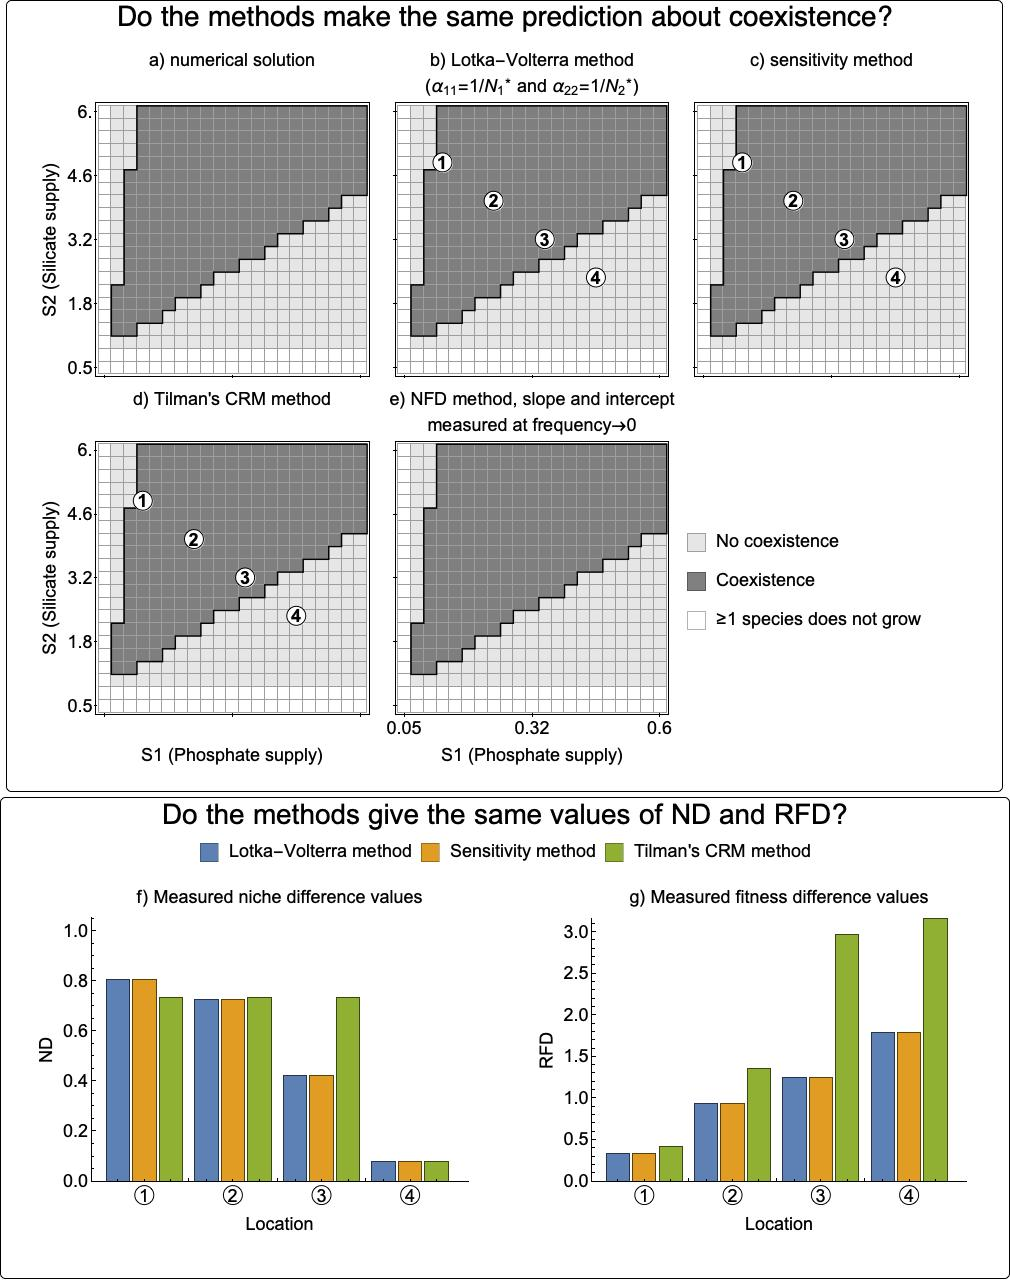 Do the methods make the same prediction about coexistence?
a) numerical solution
b) Lotka−Volterra method
(α11=1/N1* and α22=1/N2*)
c) sensitivity method
S2 (Silicate supply)
6.
4.6
3.2
1.8
0.5
1
2
3
4
1
2
3
4
d) Tilman's CRM method
e) NFD method, slope and intercept
measured at frequency→0
S2 (Silicate supply)
6.
4.6
3.2
1.8
0.5
1
2
3
4
0.05 0.32 0.6
S1 (Phosphate supply)
S1 (Phosphate supply)
No coexistence
Coexistence
≥1 species does not grow
Do the methods give the same values of ND and RFD?
Lotka−Volterra method Sensitivity method Tilman's CRM method
f) Measured niche difference values
ND
1.0
0.8
0.6
0.4
0.2
0.0
1 2 3 4
Location
g) Measured fitness difference values
RFD
3.0
2.5
2.0
1.5
1.0
0.5
0.0
1 2 3 4
Location